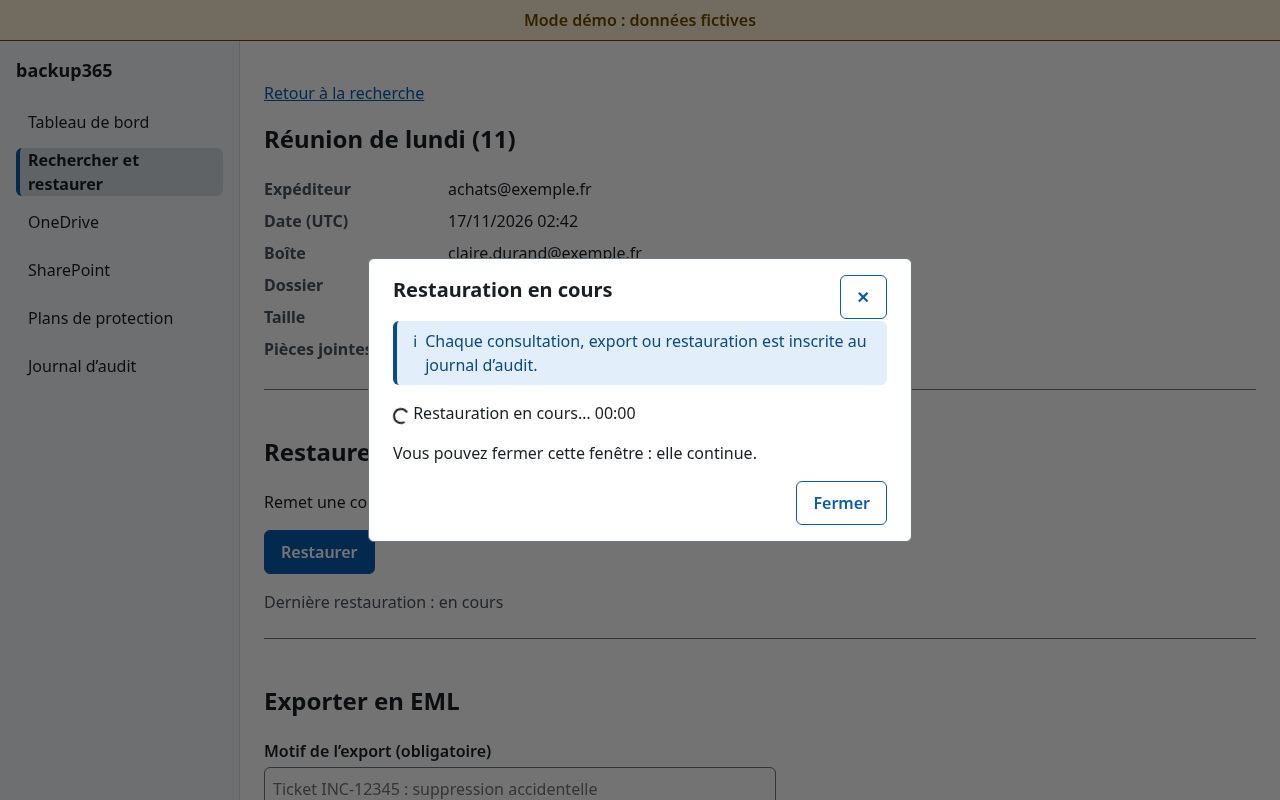 Mode démo : données fictives
backup365
Tableau de bord
Rechercher et
restaurer
OneDrive
SharePoint
Plans de protection
Journal d’audit
Retour à la recherche
Réunion de lundi (11)
Expéditeur achats@exemple.fr
Date (UTC) 17/11/2026 02:42
Boîte claire.durand@exemple.fr
Dossier
Taille
Pièces jointes
Restauration en cours
×
i Chaque consultation, export ou restauration est inscrite au
journal d’audit.
Restauration en cours... 00:00
Vous pouvez fermer cette fenêtre : elle continue.
Fermer
Restaure
Remet une co
Restaurer
Dernière restauration : en cours
Exporter en EML
Motif de l’export (obligatoire)
Ticket INC-12345 : suppression accidentelle